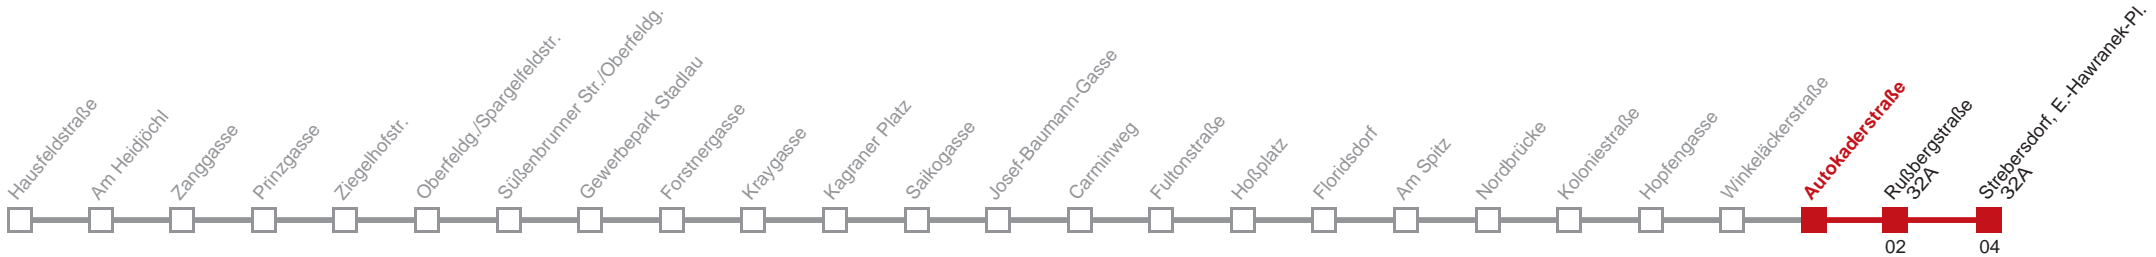 Hausfeldstraße
Am Heidjöchl
Zanggasse
Prinzgasse
Ziegelhofstr.
Oberfeldg./Spargelfeldstr.
Süßenbrunner Str./Oberfeldg.
Gewerbepark Stadlau
Forstnergasse
Kraygasse
Kagraner Platz
Saikogasse
Josef-Baumann-Gasse
Carminweg
Fultonstraße
Hoßplatz
Floridsdorf
Am Spitz
Nordbrücke
Koloniestraße
Hopfengasse
Winkeläckerstraße
Autokaderstraße
Rußbergstraße
32A
Strebersdorf, E.-Hawranek-Pl.
32A
02
04